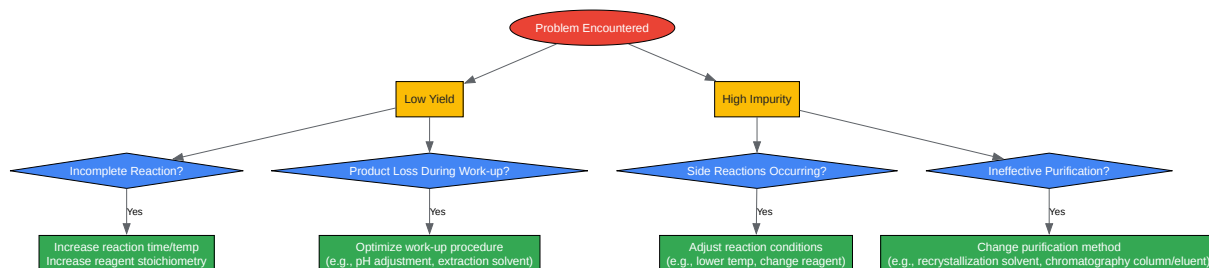 Problem Encountered
Low Yield
High Impurity
Incomplete Reaction?
Product Loss During Work-up?
Side Reactions Occurring?
Ineffective Purification?
Yes
Yes
Yes
Yes
Increase reaction time/temp
Increase reagent stoichiometry
Optimize work-up procedure
(e.g., pH adjustment, extraction solvent)
Adjust reaction conditions
(e.g., lower temp, change reagent)
Change purification method
(e.g., recrystallization solvent, chromatography column/eluent)